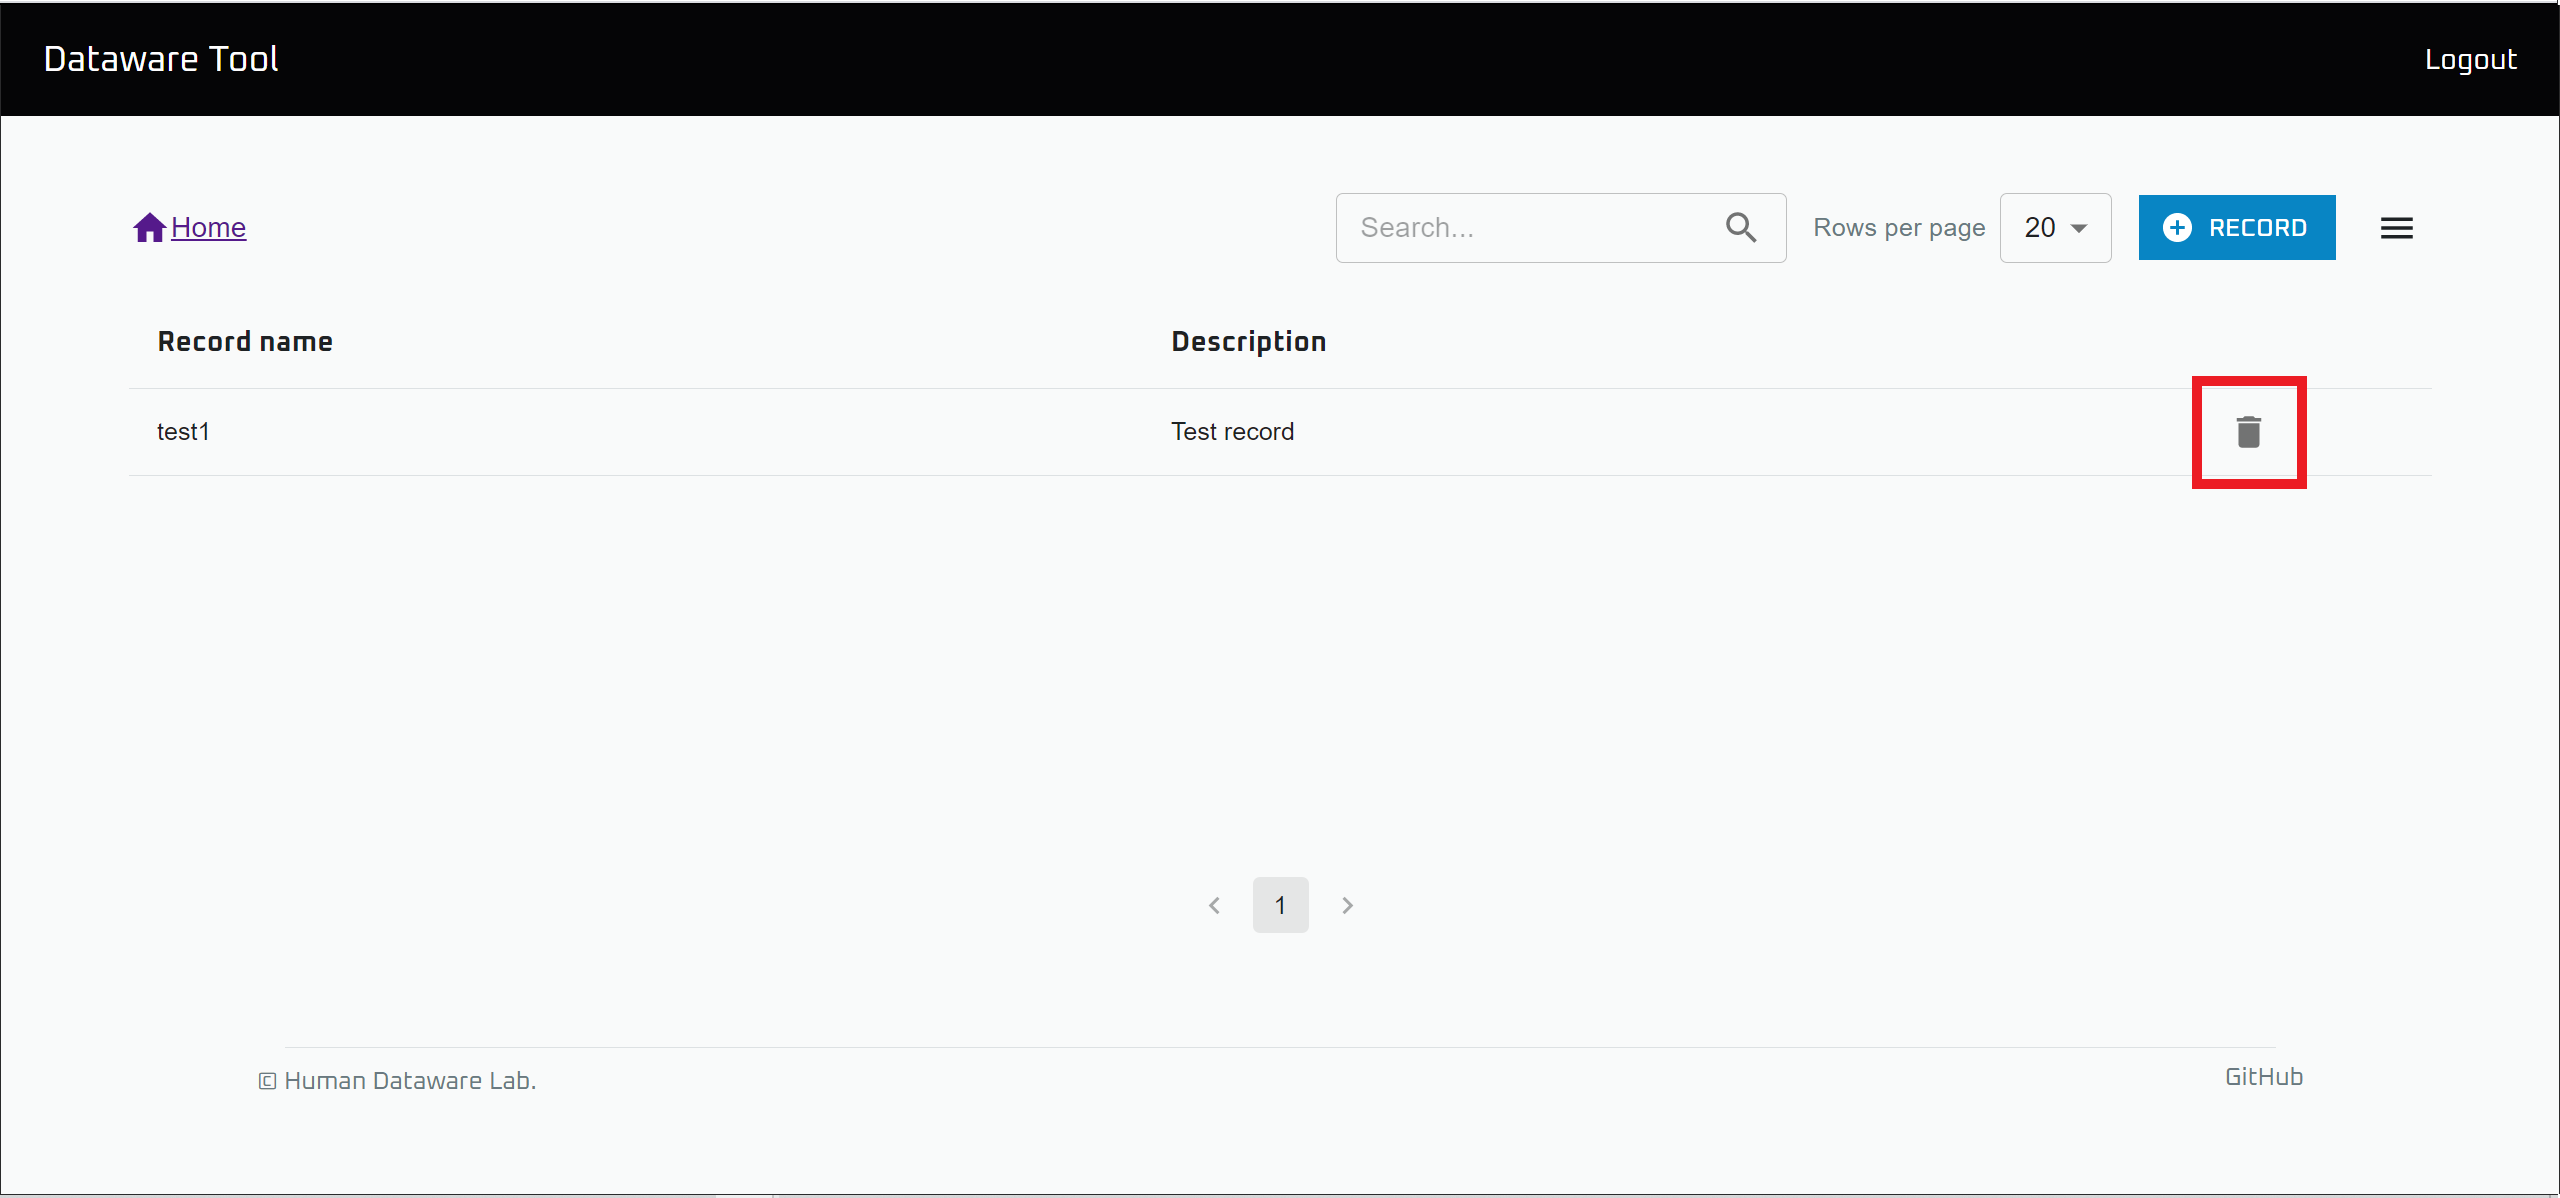 Dataware Tool
Logout
Home
Search...
Rows per page
20
RECORD
Record name
Description
test1
Test record
1
© Human Dataware Lab.
GitHub